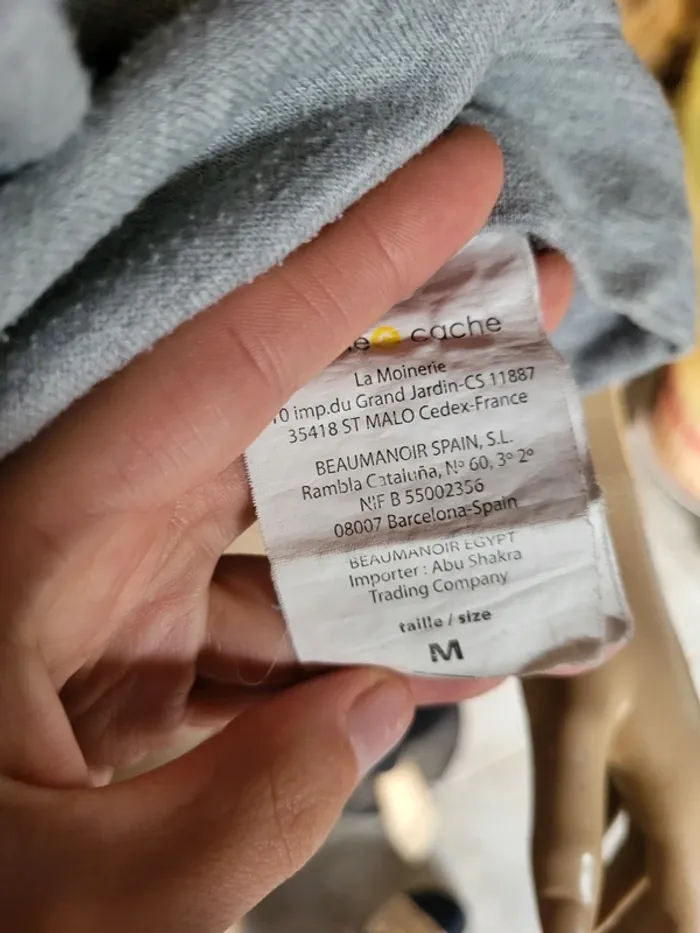 cache
La Moinerie
imp.du Grand Jardin-CS 11887
35418 ST MALO Cedex-France
BEAUMANOIR SPAIN, S.L.
Rambla Cataluña, Nº 60, 3º 2º
NIF B 55002356
08007 Barcelona-Spain
BEAUMANOIR EGYPT
Importer : Abu Shakra
Trading Company
taille / size
M